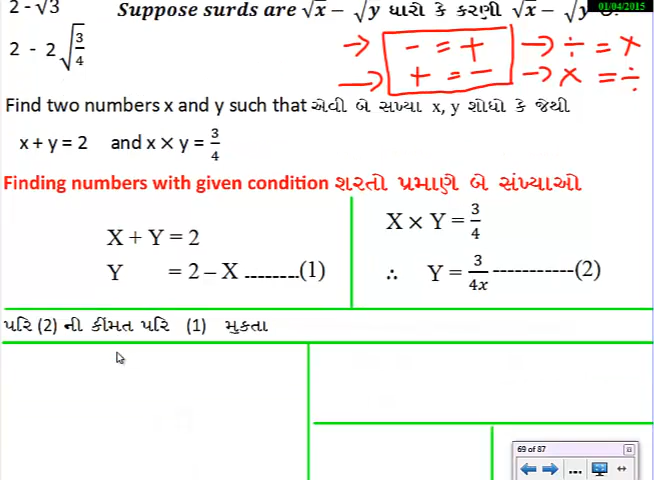 2 - √3
Suppose surds are √x − √y ધારો કે કરણી √x − √y
01/04/2015
2 - 2√(3/4)
→ - = + → ÷ = ×
→ + = - → × = ÷
Find two numbers x and y such that એવી બે સખ્યા x, y શોધો કે જેથી
x + y = 2 and x × y = 3/4
Finding numbers with given condition શરતો પ્રમાણે બે સંખ્યાઓ
X + Y = 2
Y = 2 – X ........(1)
X × Y = 3/4
∴ Y = 3/4x -----------(2)
પરિ (2) ની કીંમત પરિ (1) મુકતા
69 of 87